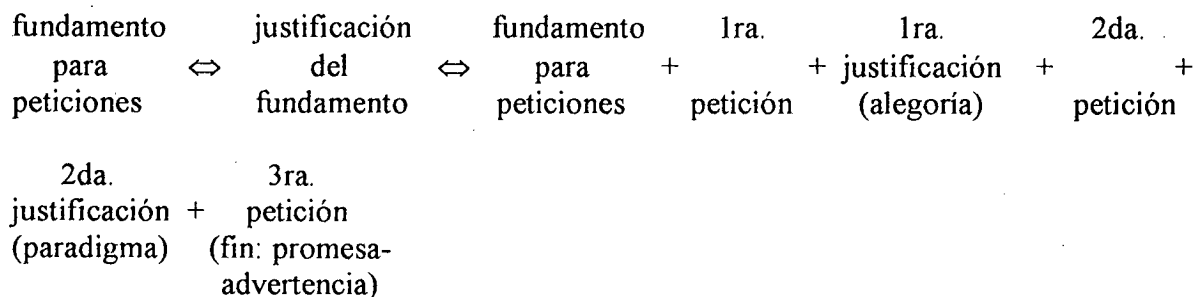 fundamento justificación fundamento 1ra. 1ra. 2da.
para ⇔ del ⇔ para + + justificación + +
peticiones fundamento peticiones petición (alegoría) petición
2da. 3ra.
justificación + petición
(paradigma) (fin: promesa-
advertencia)